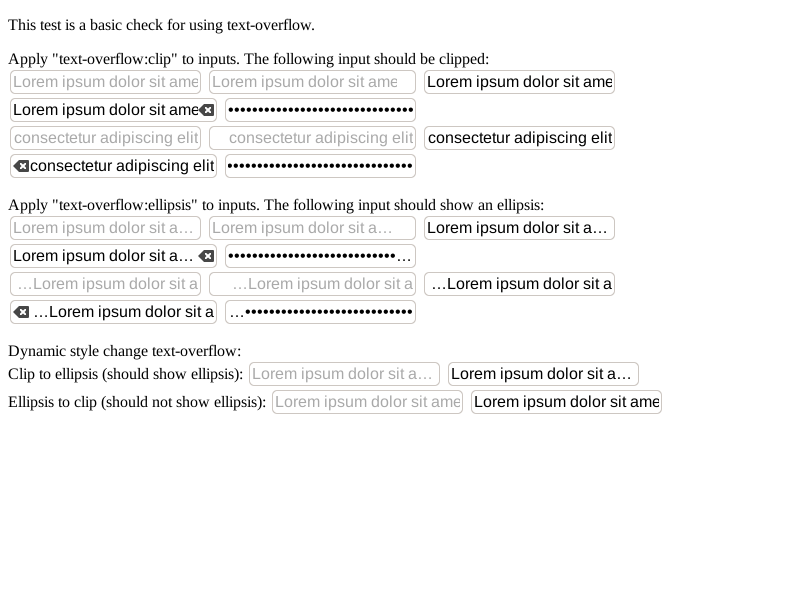 This test is a basic check for using text-overflow.
Apply "text-overflow:clip" to inputs. The following input should be clipped:
Lorem ipsum dolor sit ame Lorem ipsum dolor sit ame Lorem ipsum dolor sit ame
Lorem ipsum dolor sit ame •••••••••••••••••••••••••••••••
consectetur adipiscing elit consectetur adipiscing elit consectetur adipiscing elit
consectetur adipiscing elit •••••••••••••••••••••••••••••••
Apply "text-overflow:ellipsis" to inputs. The following input should show an ellipsis:
Lorem ipsum dolor sit a… Lorem ipsum dolor sit a… Lorem ipsum dolor sit a…
Lorem ipsum dolor sit a… ••••••••••••••••••••••••••••…
…Lorem ipsum dolor sit a …Lorem ipsum dolor sit a …Lorem ipsum dolor sit a
…Lorem ipsum dolor sit a …••••••••••••••••••••••••••••
Dynamic style change text-overflow:
Clip to ellipsis (should show ellipsis): Lorem ipsum dolor sit a… Lorem ipsum dolor sit a…
Ellipsis to clip (should not show ellipsis): Lorem ipsum dolor sit ame Lorem ipsum dolor sit ame